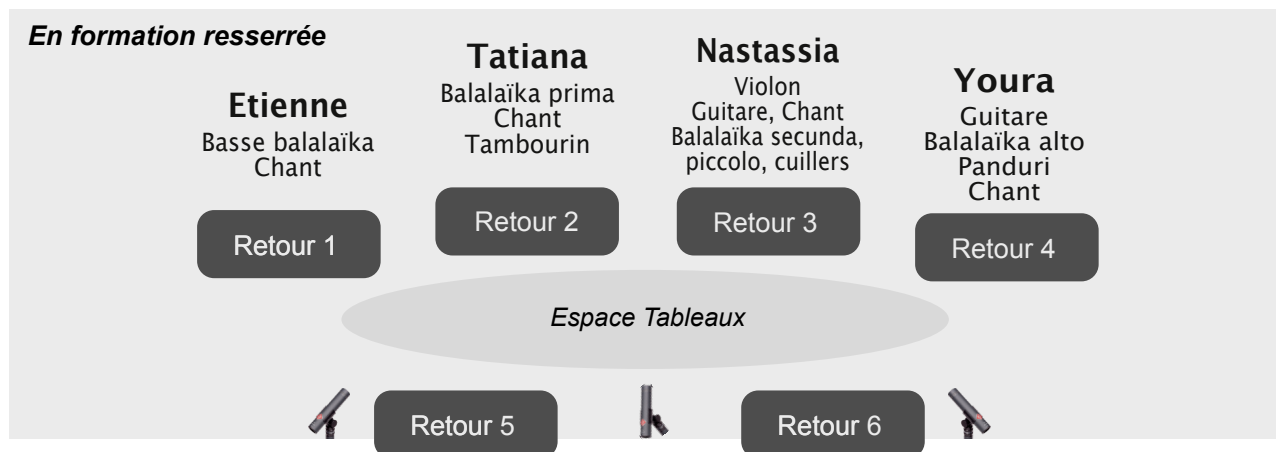 En formation resserrée
Etienne
Basse balalaïka
Chant
Retour 1
Tatiana
Balalaïka prima
Chant
Tambourin
Retour 2
Nastassia
Violon
Guitare, Chant
Balalaïka secunda,
piccolo, cuillers
Retour 3
Youra
Guitare
Balalaïka alto
Panduri
Chant
Retour 4
Espace Tableaux
Retour 5
Retour 6